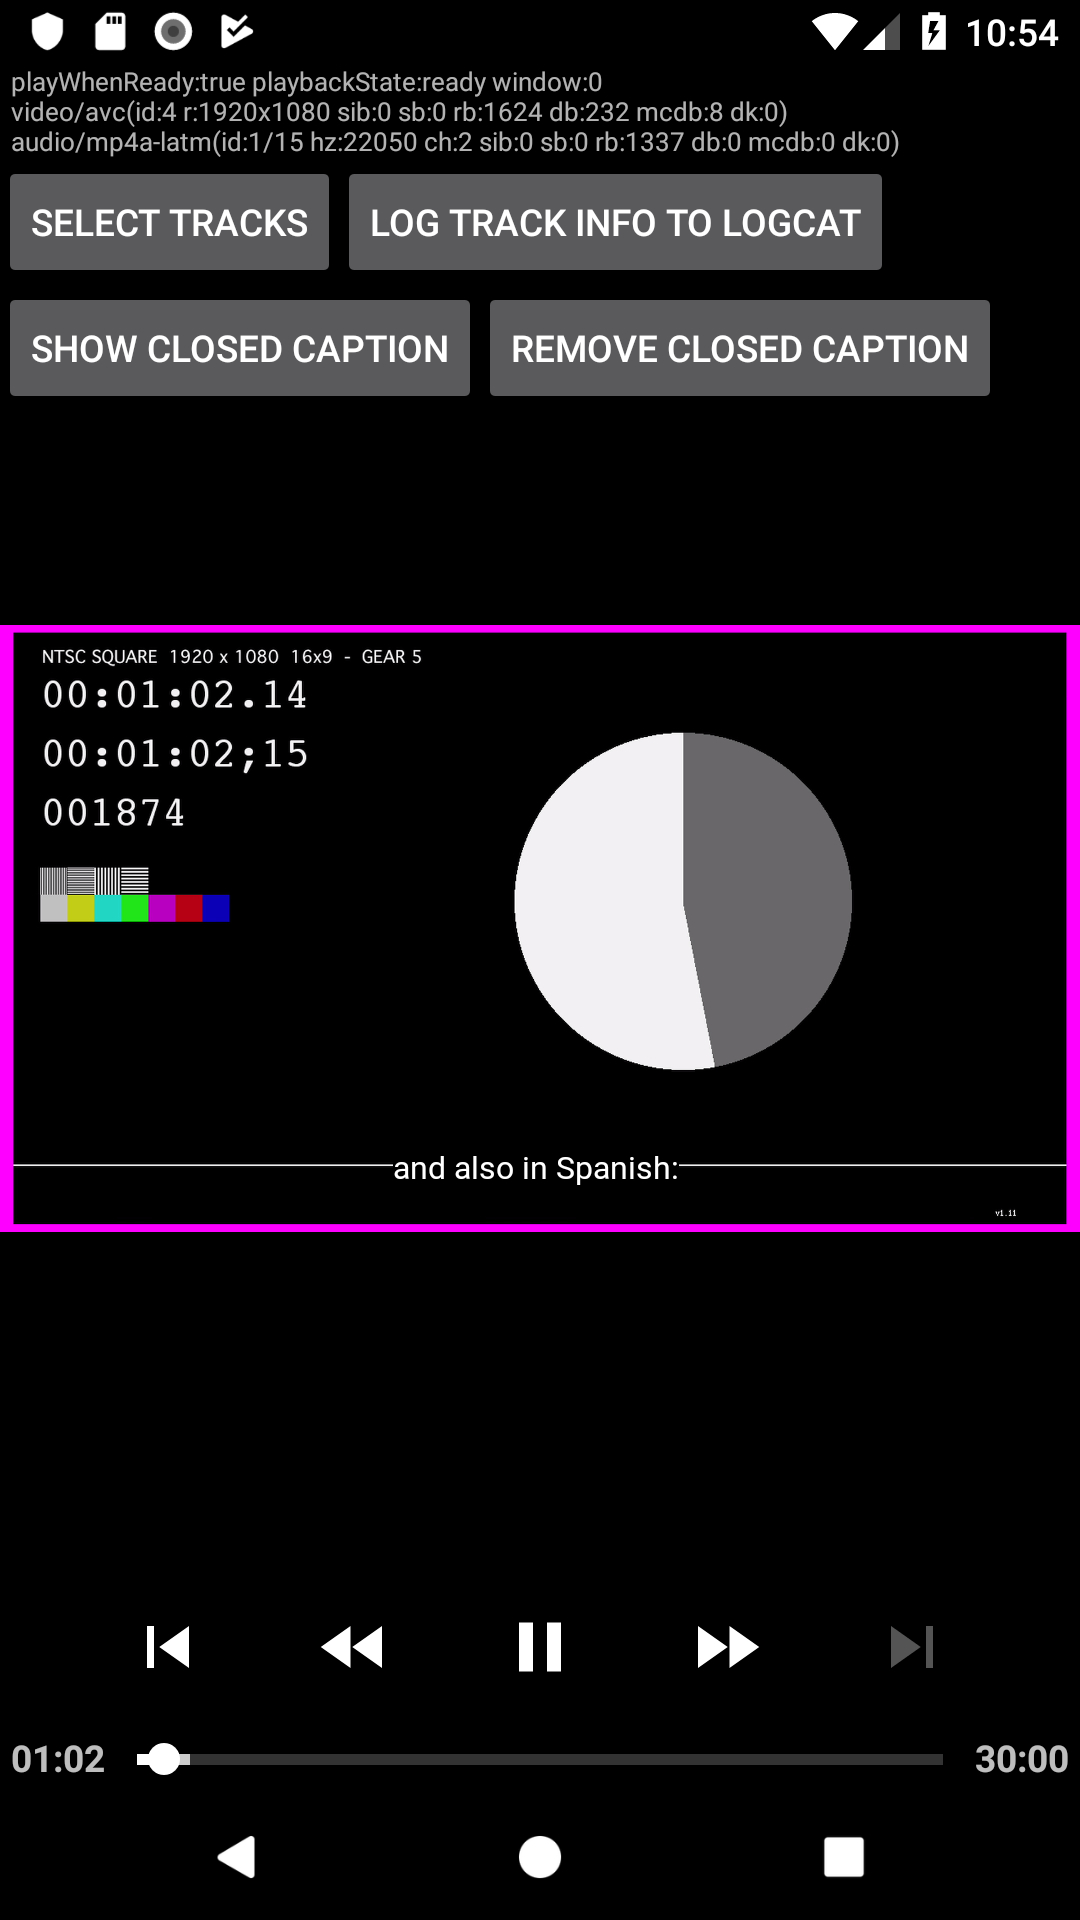 10:54
playWhenReady:true playbackState:ready window:0
video/avc(id:4 r:1920x1080 sib:0 sb:0 rb:1624 db:232 mcdb:8 dk:0)
audio/mp4a-latm(id:1/15 hz:22050 ch:2 sib:0 sb:0 rb:1337 db:0 mcdb:0 dk:0)
SELECT TRACKS LOG TRACK INFO TO LOGCAT
SHOW CLOSED CAPTION REMOVE CLOSED CAPTION
NTSC SQUARE 1920 x 1080 16x9 - GEAR 5
00:01:02.14
00:01:02;15
001874
and also in Spanish:
v1.11
01:02 30:00